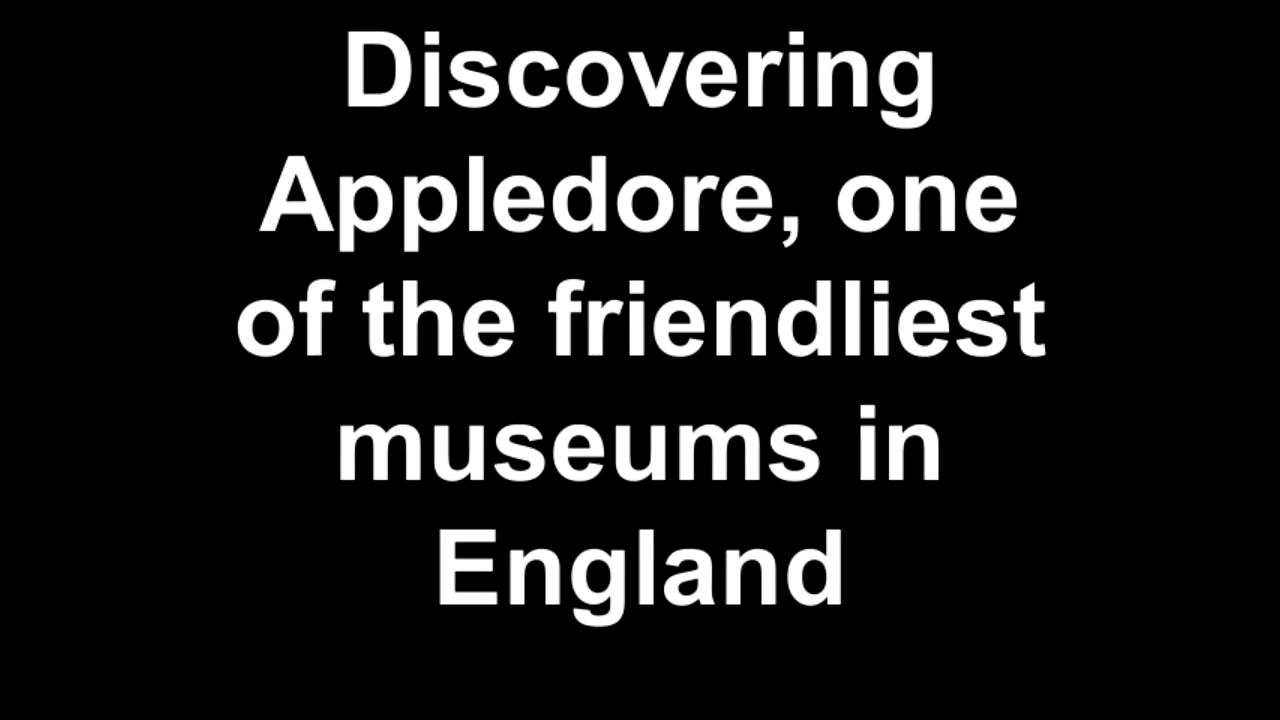 Discovering
Appledore, one
of the friendliest
museums in
England